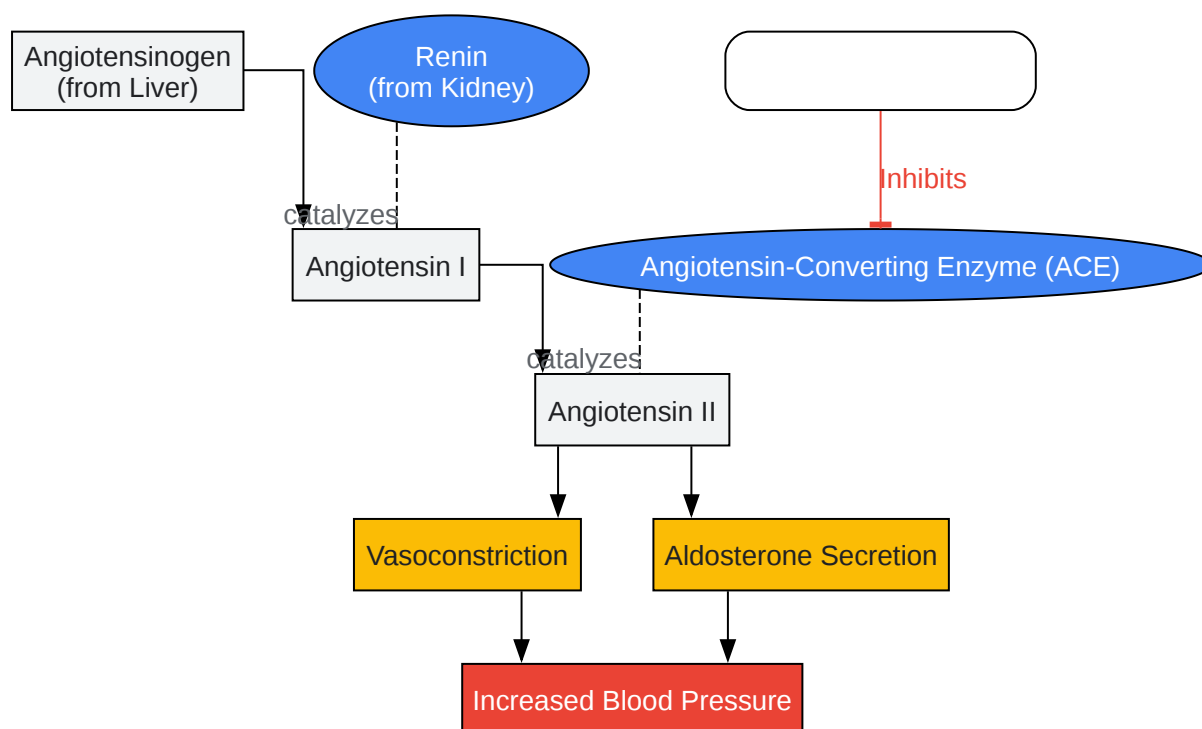 Angiotensinogen
(from Liver)
Renin
(from Kidney)
Inhibits
catalyzes
Angiotensin I
Angiotensin-Converting Enzyme (ACE)
catalyzes
Angiotensin II
Vasoconstriction
Aldosterone Secretion
Increased Blood Pressure